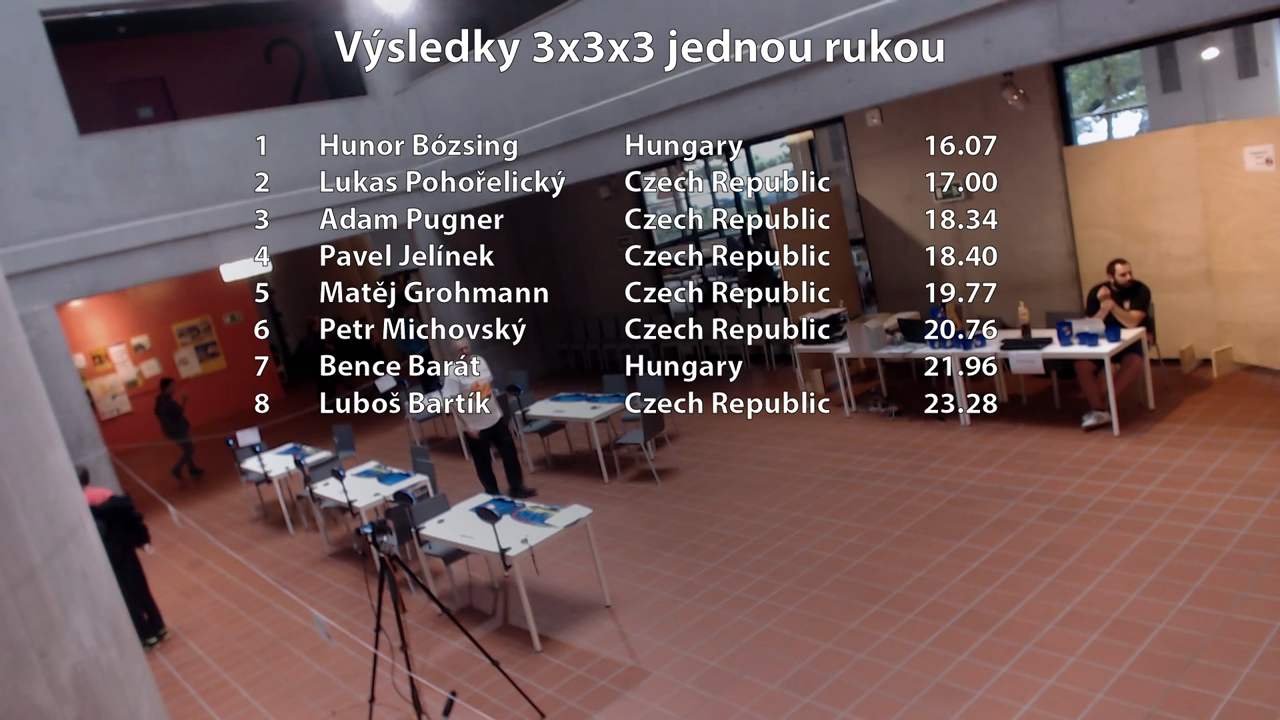 Výsledky 3x3x3 jednou rukou
1 Hunor Bózsing Hungary 16.07
2 Lukas Pohořelický Czech Republic 17.00
3 Adam Pugner Czech Republic 18.34
4 Pavel Jelínek Czech Republic 18.40
5 Matěj Grohmann Czech Republic 19.77
6 Petr Michovský Czech Republic 20.76
7 Bence Barát Hungary 21.96
8 Luboš Bartík Czech Republic 23.28